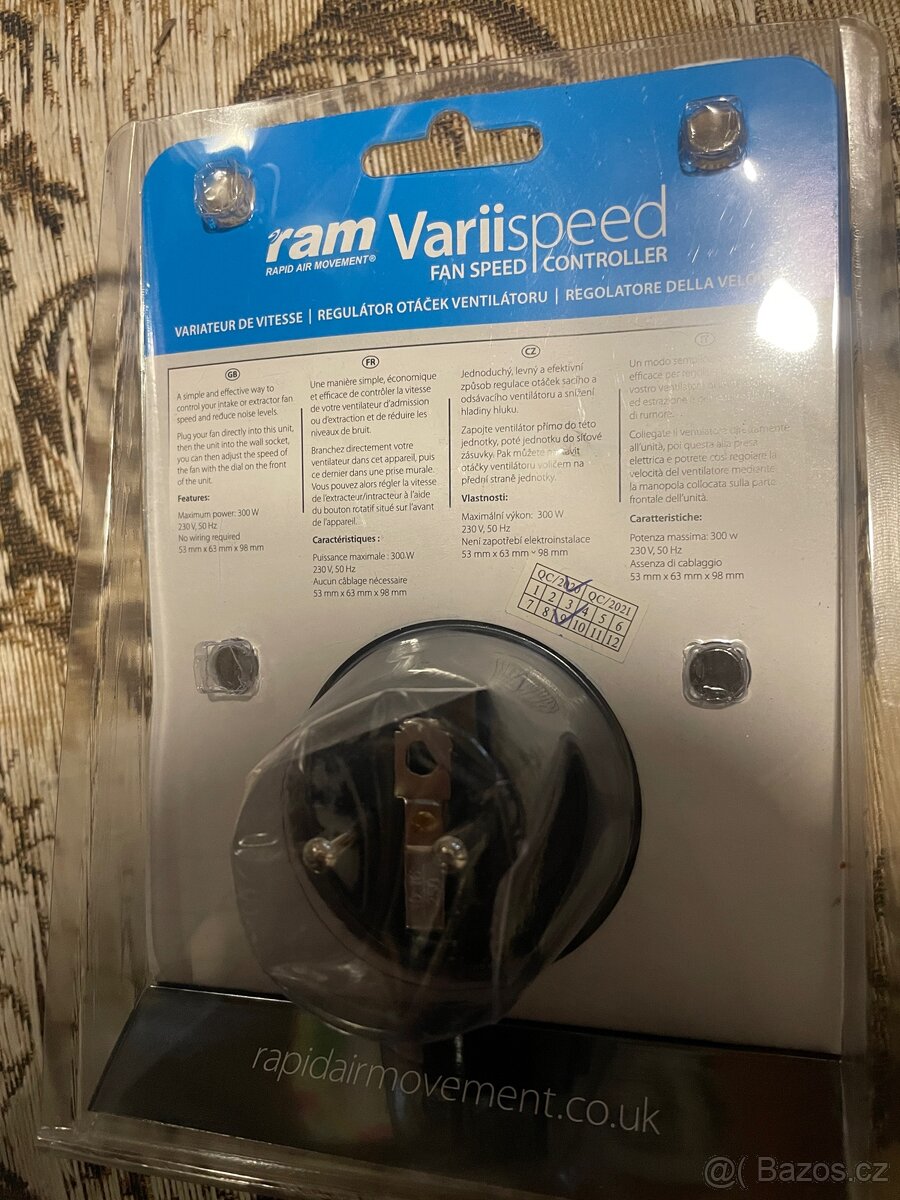 ram Variispeed
RAPID AIR MOVEMENT®
FAN SPEED CONTROLLER
VARIATEUR DE VITESSE | REGULÁTOR OTÁČEK VENTILÁTORU | REGOLATORE DELLA
GB
A simple and effective way to
control your intake or extractor fan
speed and reduce noise levels.
Plug your fan directly into this unit,
then the unit into the wall socket,
you can then adjust the speed of
the fan with the dial on the front
of the unit.
Features:
Maximum power: 300 W
230 V, 50 Hz
No wiring required
53 mm x 63 mm x 98 mm
FR
Une manière simple, économique
et efficace de contrôler la vitesse
de votre ventilateur d'admission
ou d'extraction et de réduire les
niveaux de bruit.
Branchez directement votre
ventilateur dans cet appareil, puis
ce dernier dans une prise murale.
Vous pouvez alors régler la vitesse
de l'extracteur/intracteur à l'aide
du bouton rotatif situé sur l'avant
de l'appareil.
Caractéristiques :
Puissance maximale : 300 W
230 V, 50 Hz
Aucun câblage nécessaire
53 mm x 63 mm x 98 mm
CZ
Jednoduchý, levný a efektivní
způsob regulace otáček sacího a
odsávacího ventilátoru a snížení
hladiny hluku.
Zapojte ventilátor přímo do této
jednotky, poté jednotku do síťové
zásuvky. Pak můžete
otáčky ventilátoru voličem na
přední straně jednotky.
Vlastnosti:
Maximální výkon: 300 W
230 V, 50 Hz
Není zapotřebí elektroinstalace
53 mm x 63 mm x 98 mm
IT
Un modo
efficace per
vostro
ed estrazione
di rumore.
Collegate il ventilatore direttamente
all'unità, poi questa alla presa
elettrica e potrete così regolare la
velocità del ventilatore mediante
la manopola collocata sulla parte
frontale dell'unità.
Caratteristiche:
Potenza massima: 300 w
230 V, 50 Hz
Assenza di cablaggio
53 mm x 63 mm x 98 mm
QC/2020 QC/2021
1 2 3 4 5 6
7 8 9 10 11 12
rapidairmovement.co.uk
@( Bazos.cz